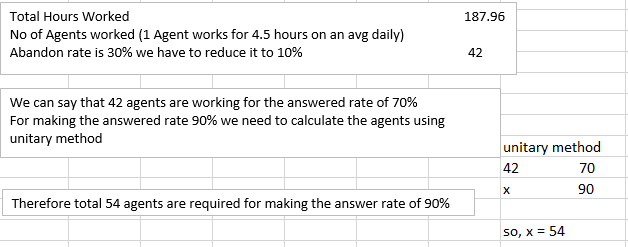 Total Hours Worked 187.96
No of Agents worked (1 Agent works for 4.5 hours on an avg daily)
Abandon rate is 30% we have to reduce it to 10% 42
We can say that 42 agents are working for the answered rate of 70%
For making the answered rate 90% we need to calculate the agents using
unitary method
unitary method
42 70
x 90
Therefore total 54 agents are required for making the answer rate of 90%
so, x = 54